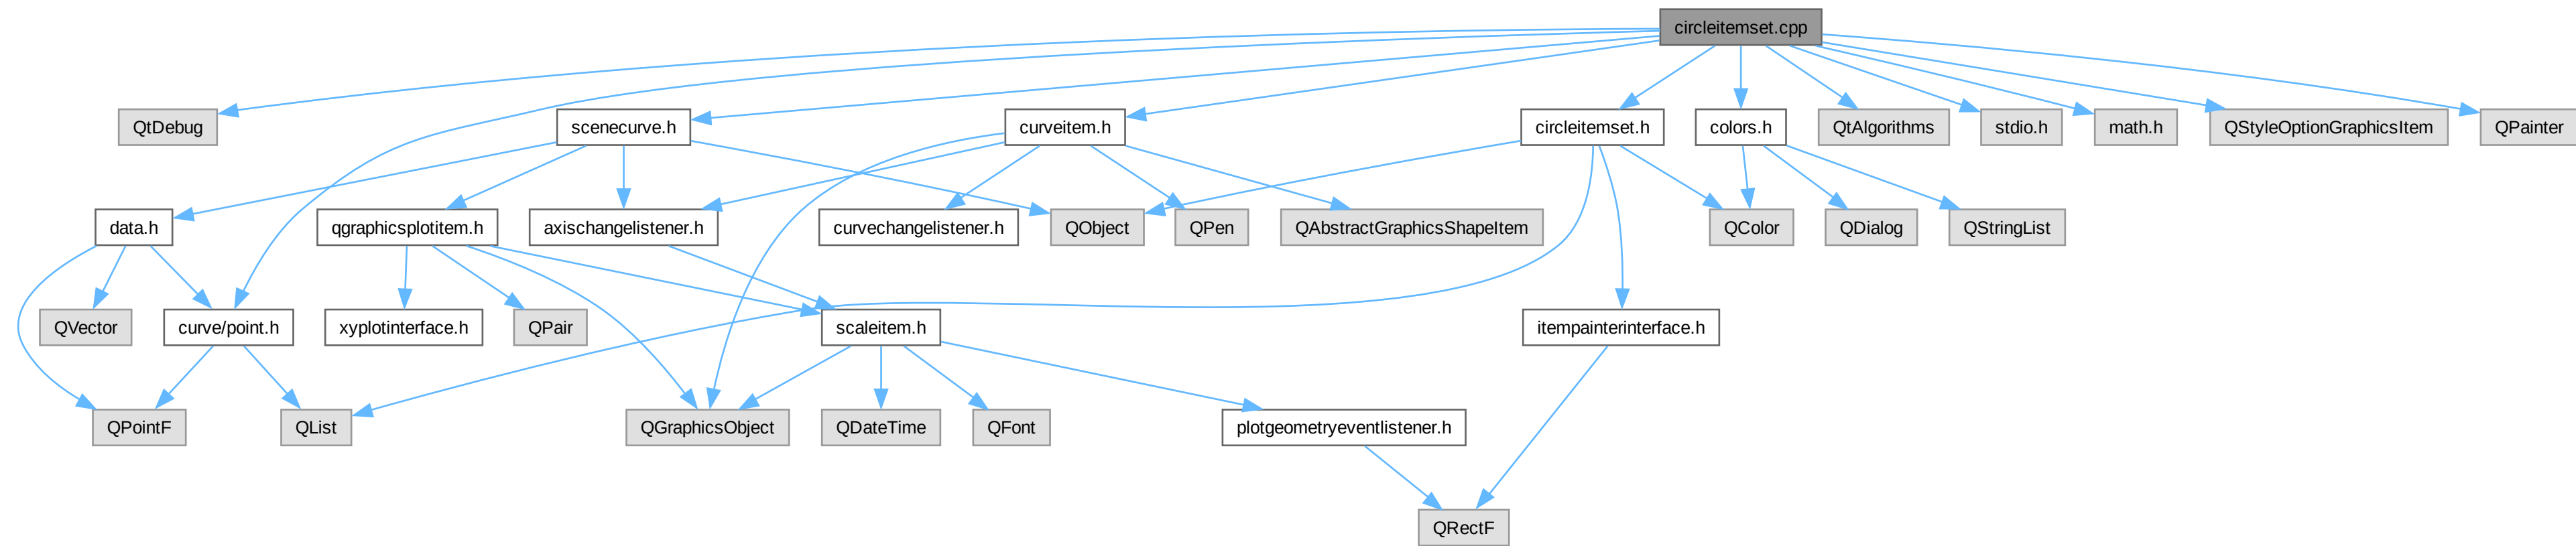 circleitemset.cpp
QtDebug
scenecurve.h
curveitem.h
circleitemset.h
colors.h
QtAlgorithms
stdio.h
math.h
QStyleOptionGraphicsItem
QPainter
data.h
qgraphicsplotitem.h
axischangelistener.h
curvechangelistener.h
QObject
QPen
QAbstractGraphicsShapeItem
QColor
QDialog
QStringList
QVector
curve/point.h
xyplotinterface.h
QPair
scaleitem.h
itempainterinterface.h
QPointF
QList
QGraphicsObject
QDateTime
QFont
plotgeometryeventlistener.h
QRectF